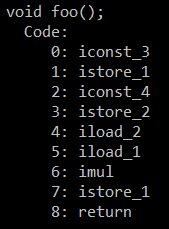 void foo();
Code:
0: iconst_3
1: istore_1
2: iconst_4
3: istore_2
4: iload_2
5: iload_1
6: imul
7: istore_1
8: return